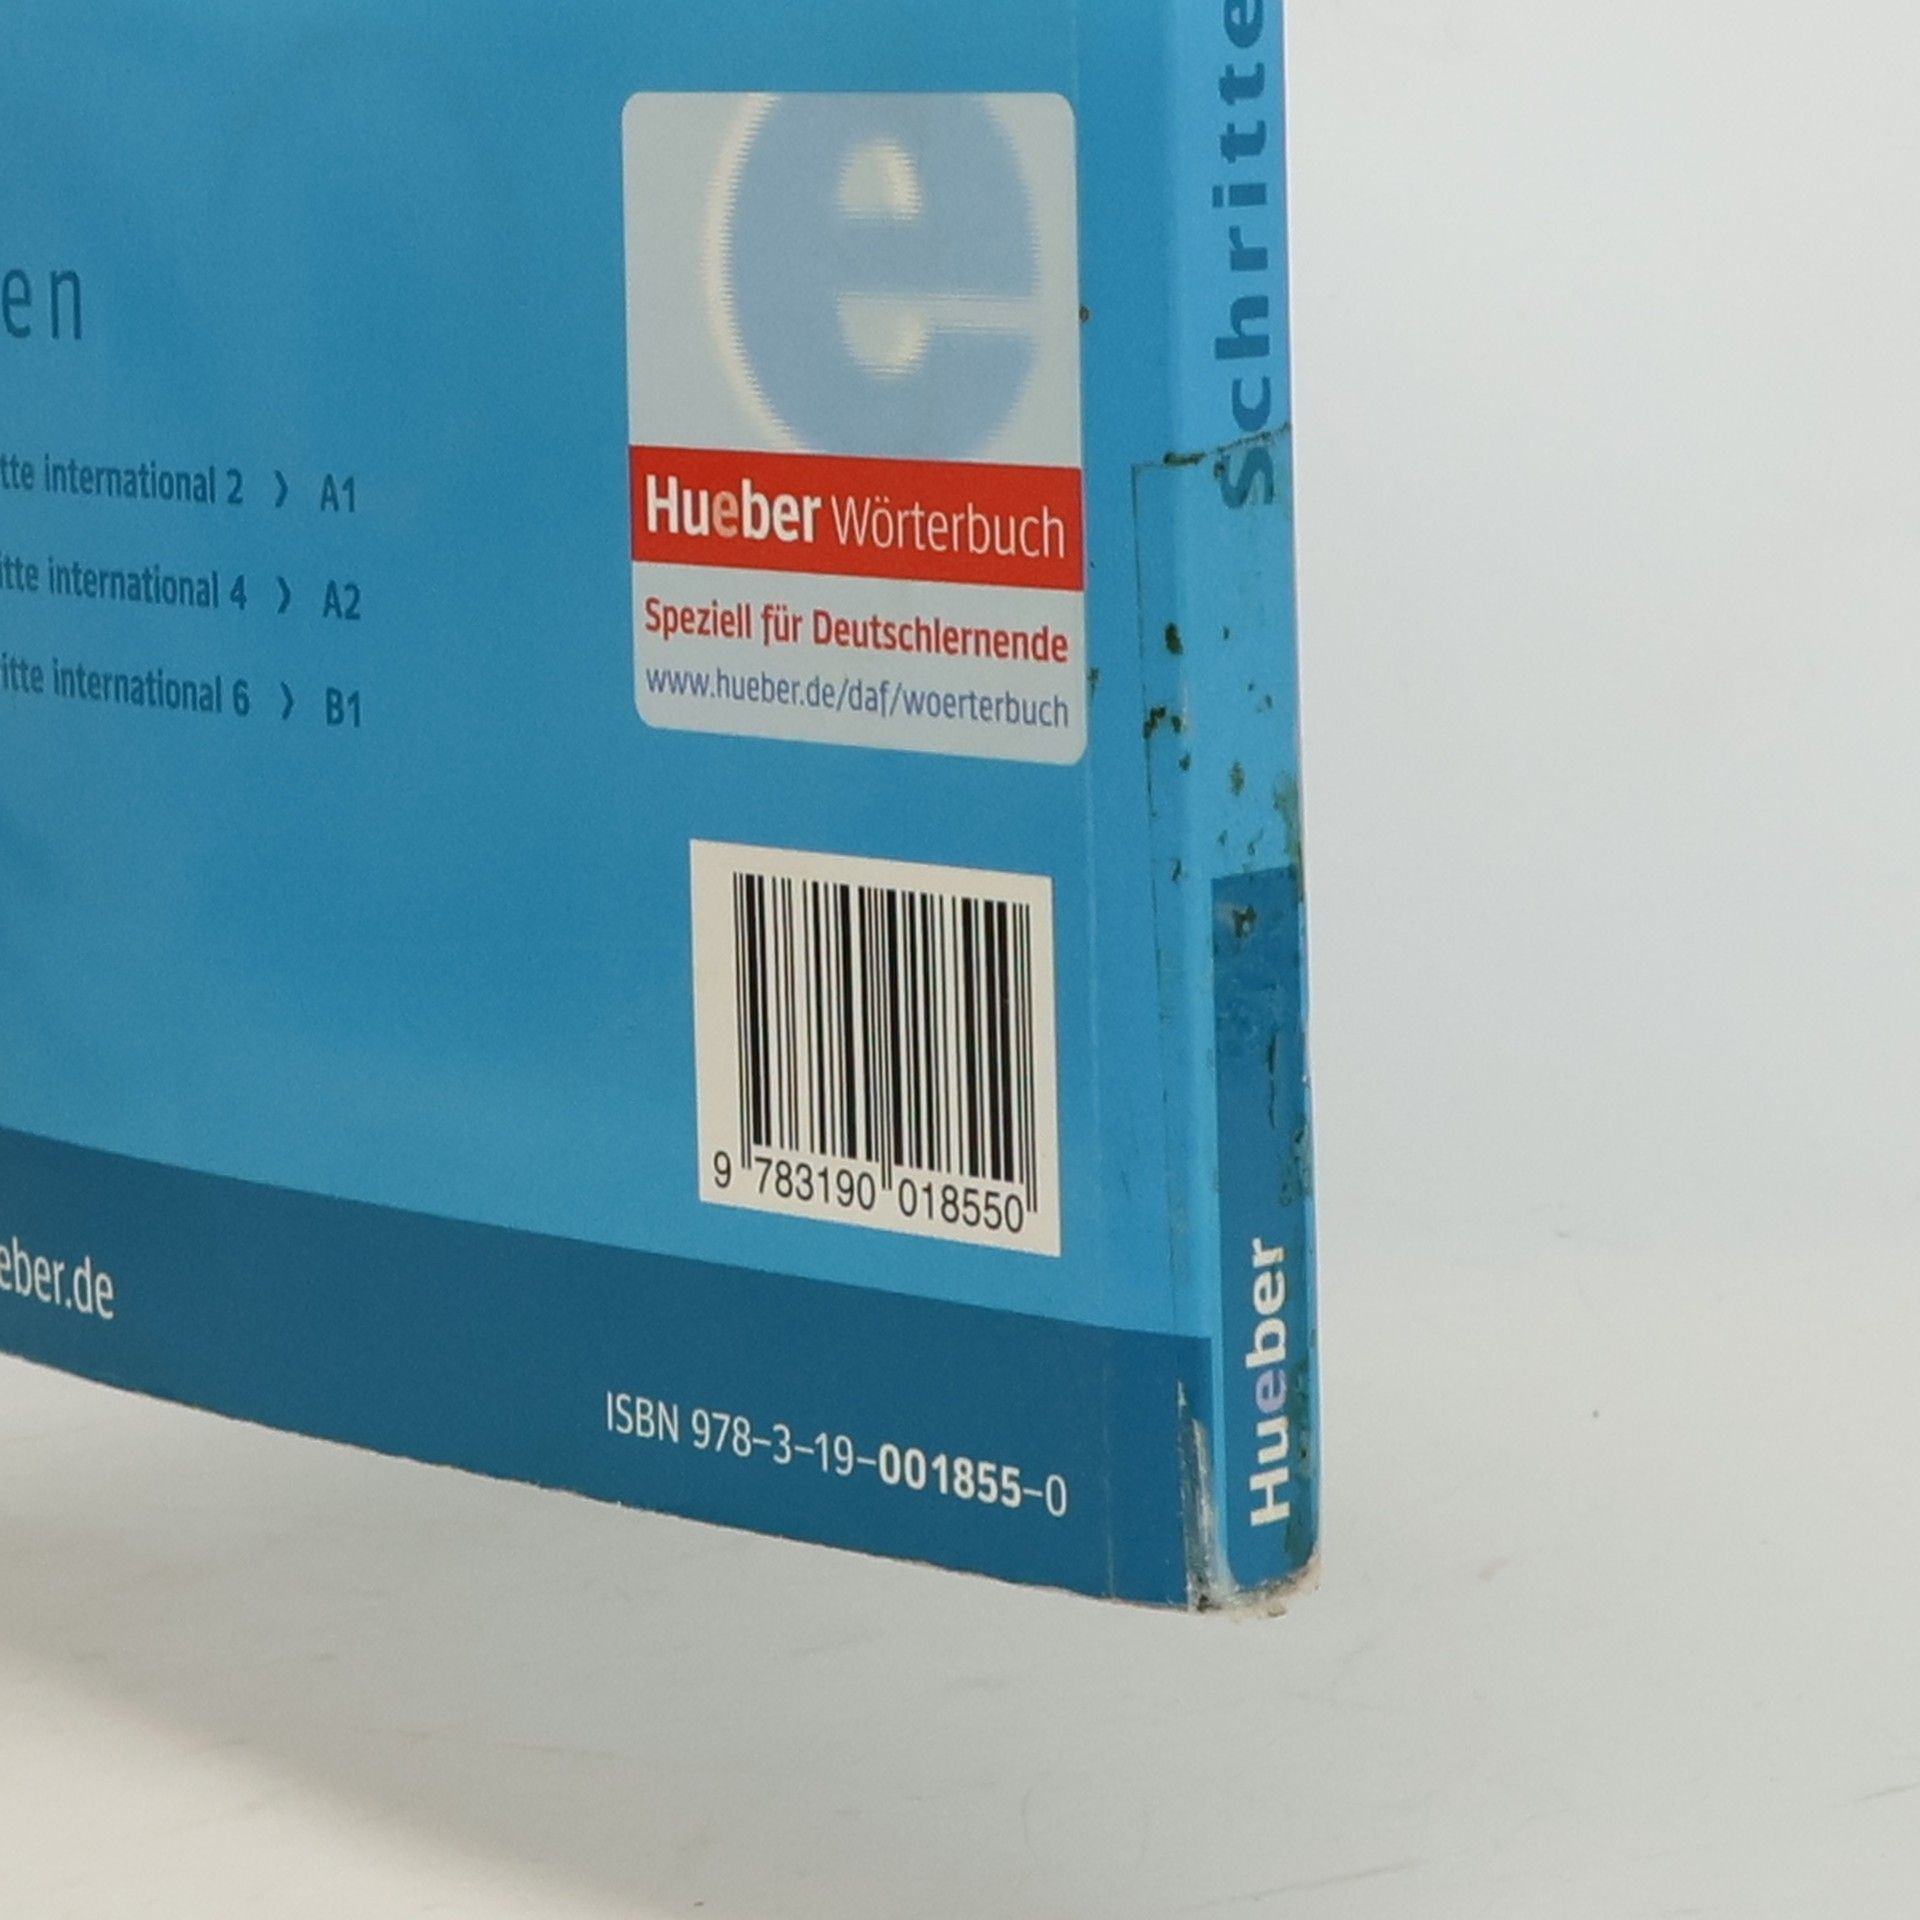 en
tte international 2 › A1
itte international 4 › A2
itte international 6 › B1
Hueber Wörterbuch
Speziell für Deutschlernende
www.hueber.de/daf/woerterbuch
9 783190 018550
eber.de
ISBN 978-3-19-001855-0
Schritte
Hueber